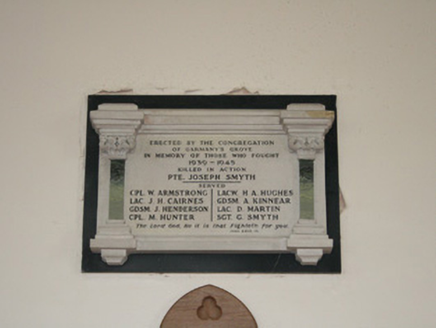 ERECTED BY THE CONGREGATION
OF GARMANY'S GROVE
IN MEMORY OF THOSE WHO FOUGHT
1939 – 1945
KILLED IN ACTION
PTE. JOSEPH SMYTH
SERVED
CPL. W. ARMSTRONG LACW. H. A. HUGHES
LAC. J. H. CAIRNES GDSM. A. KINNEAR
GDSM. J. HENDERSON LAC. D. MARTIN
CPL. M. HUNTER SGT. G. SMYTH
The Lord God, he it is that fighteth for you.